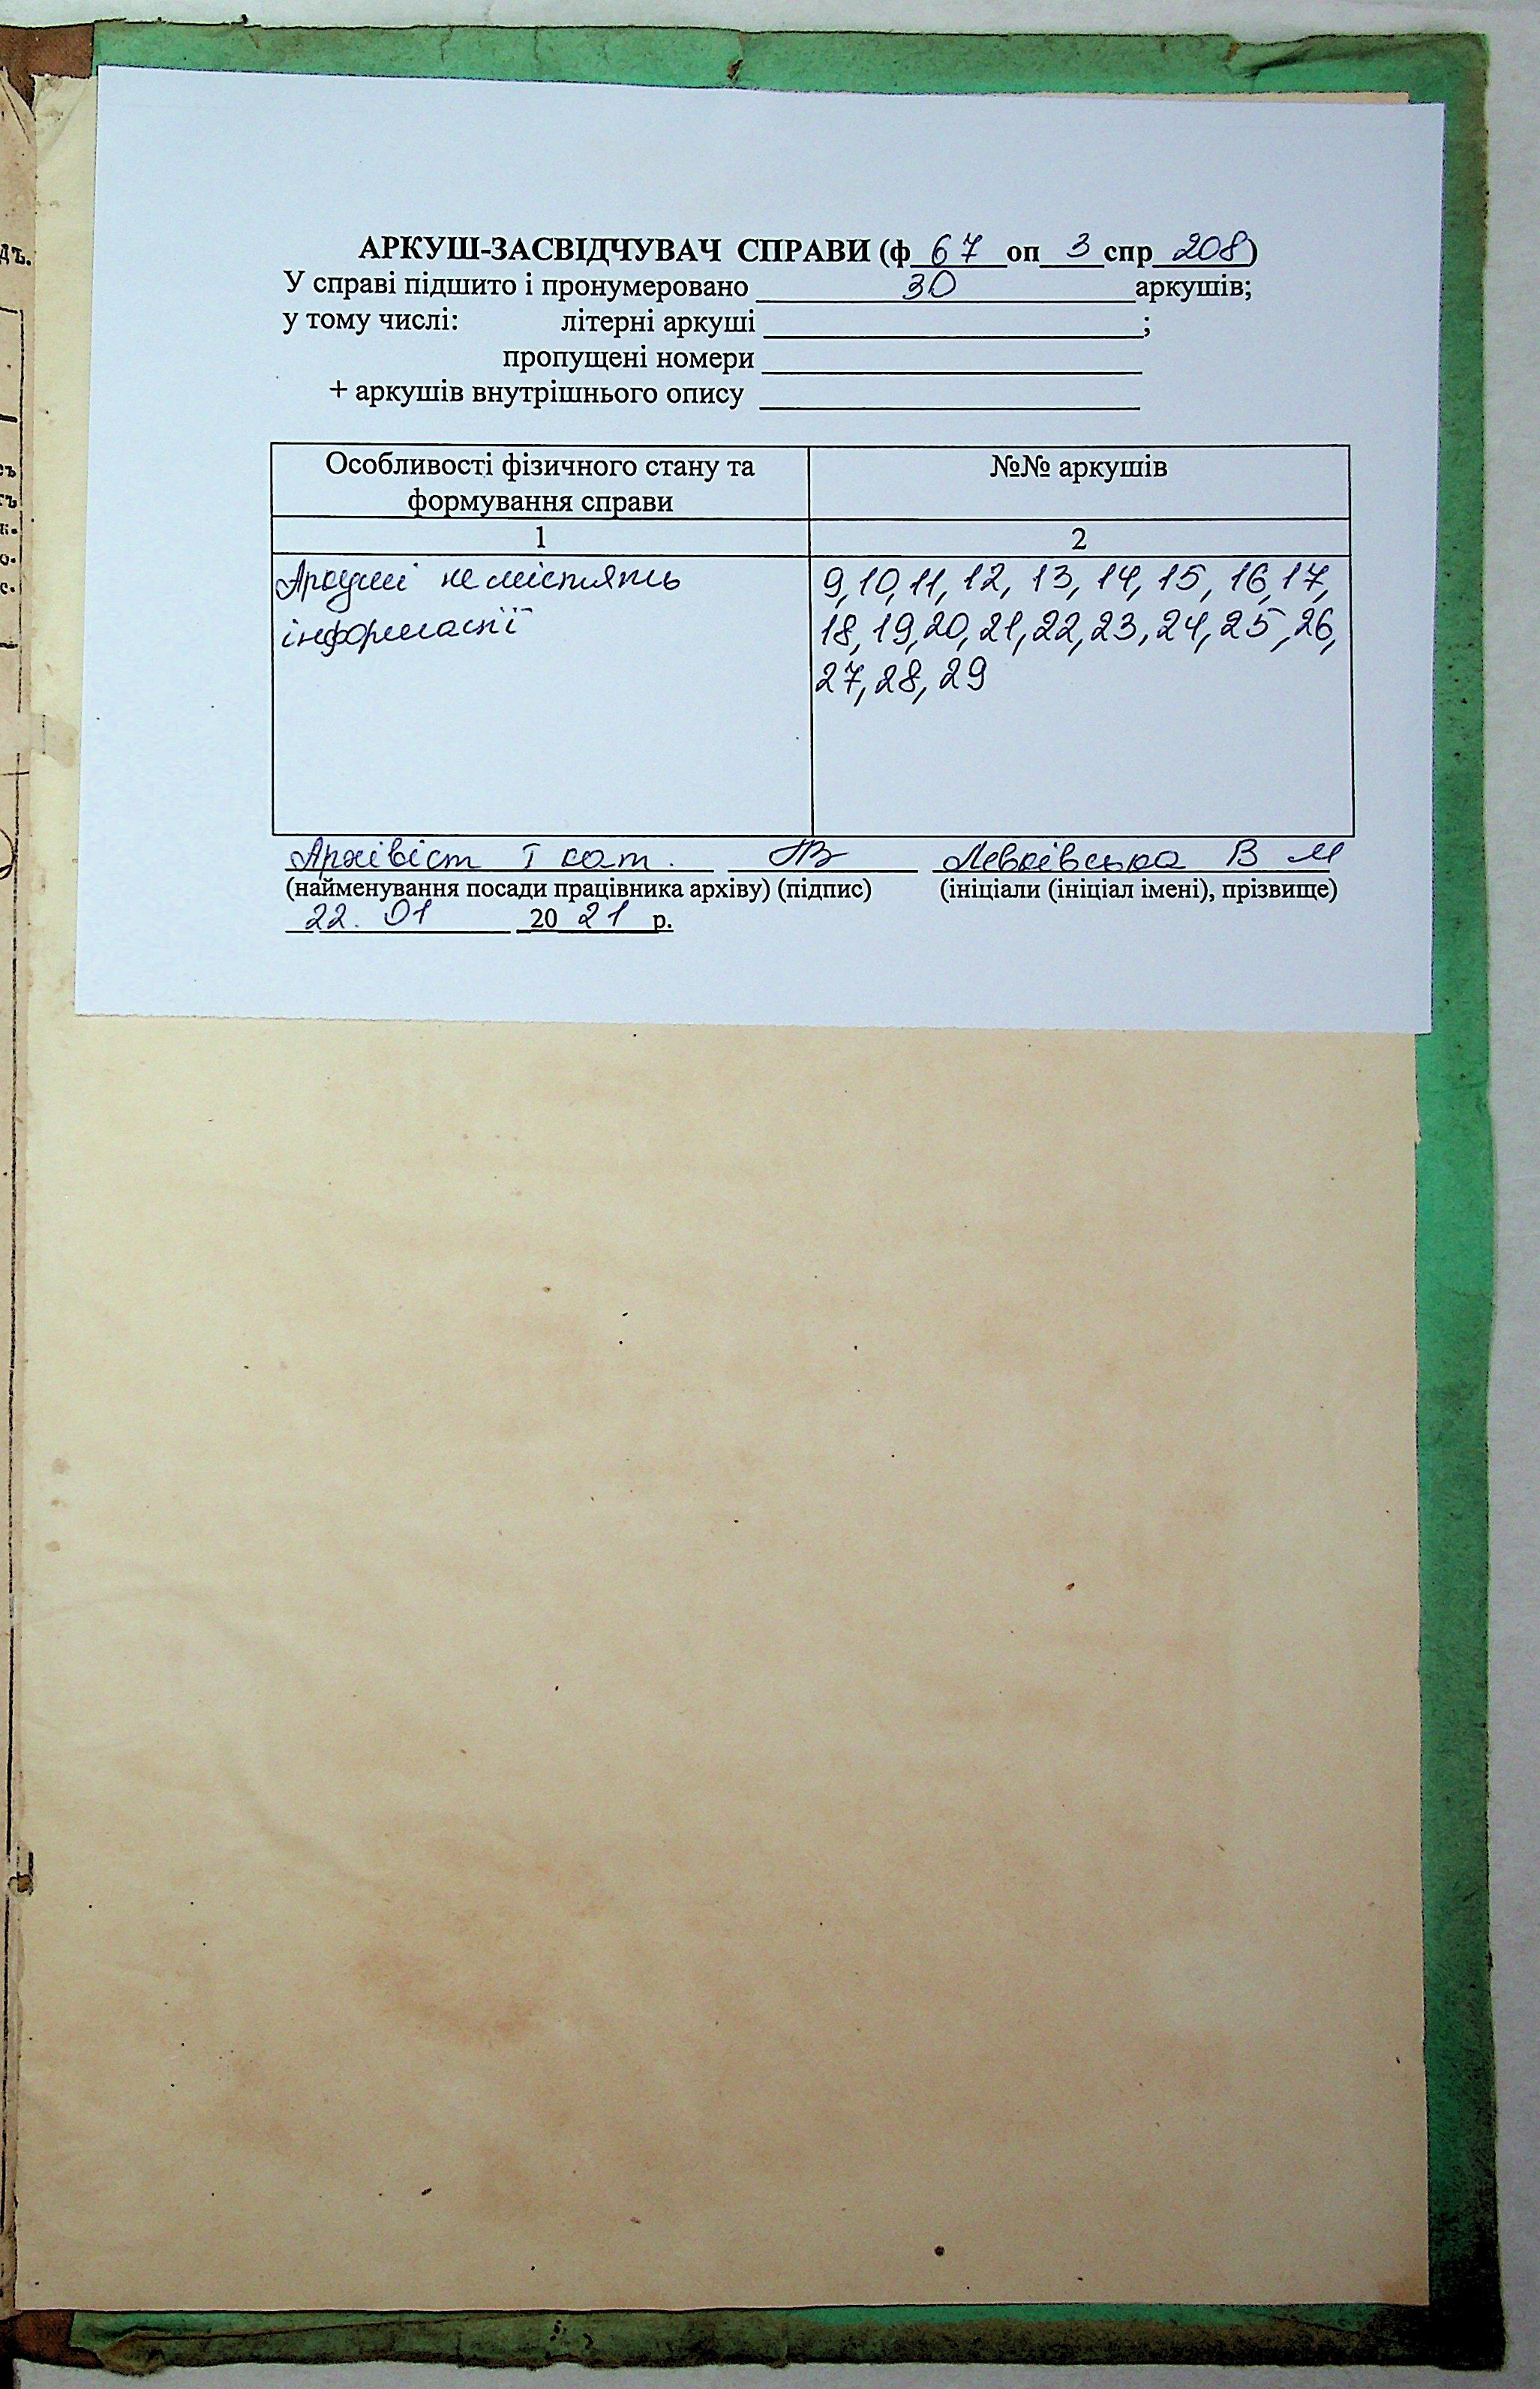 АРКУШ-ЗАСВІДЧУВАЧ СПРАВИ (ф 67 оп 3 спр 208)
У справі підшито і пронумеровано 30 аркушів;
у тому числі: літерні аркуші ;
пропущені номери
+ аркушів внутрішнього опису
Особливості фізичного стану та
формування справи
№№ аркушів
1
2
Аркуші не містять
інформації
9, 10, 11, 12, 13, 14, 15, 16, 17,
18, 19, 20, 21, 22, 23, 24, 25, 26,
27, 28, 29
Архівіст I кат. Левківська В М
(найменування посади працівника архіву) (підпис) (ініціали (ініціал імені), прізвище)
22. 01 20 21 р.